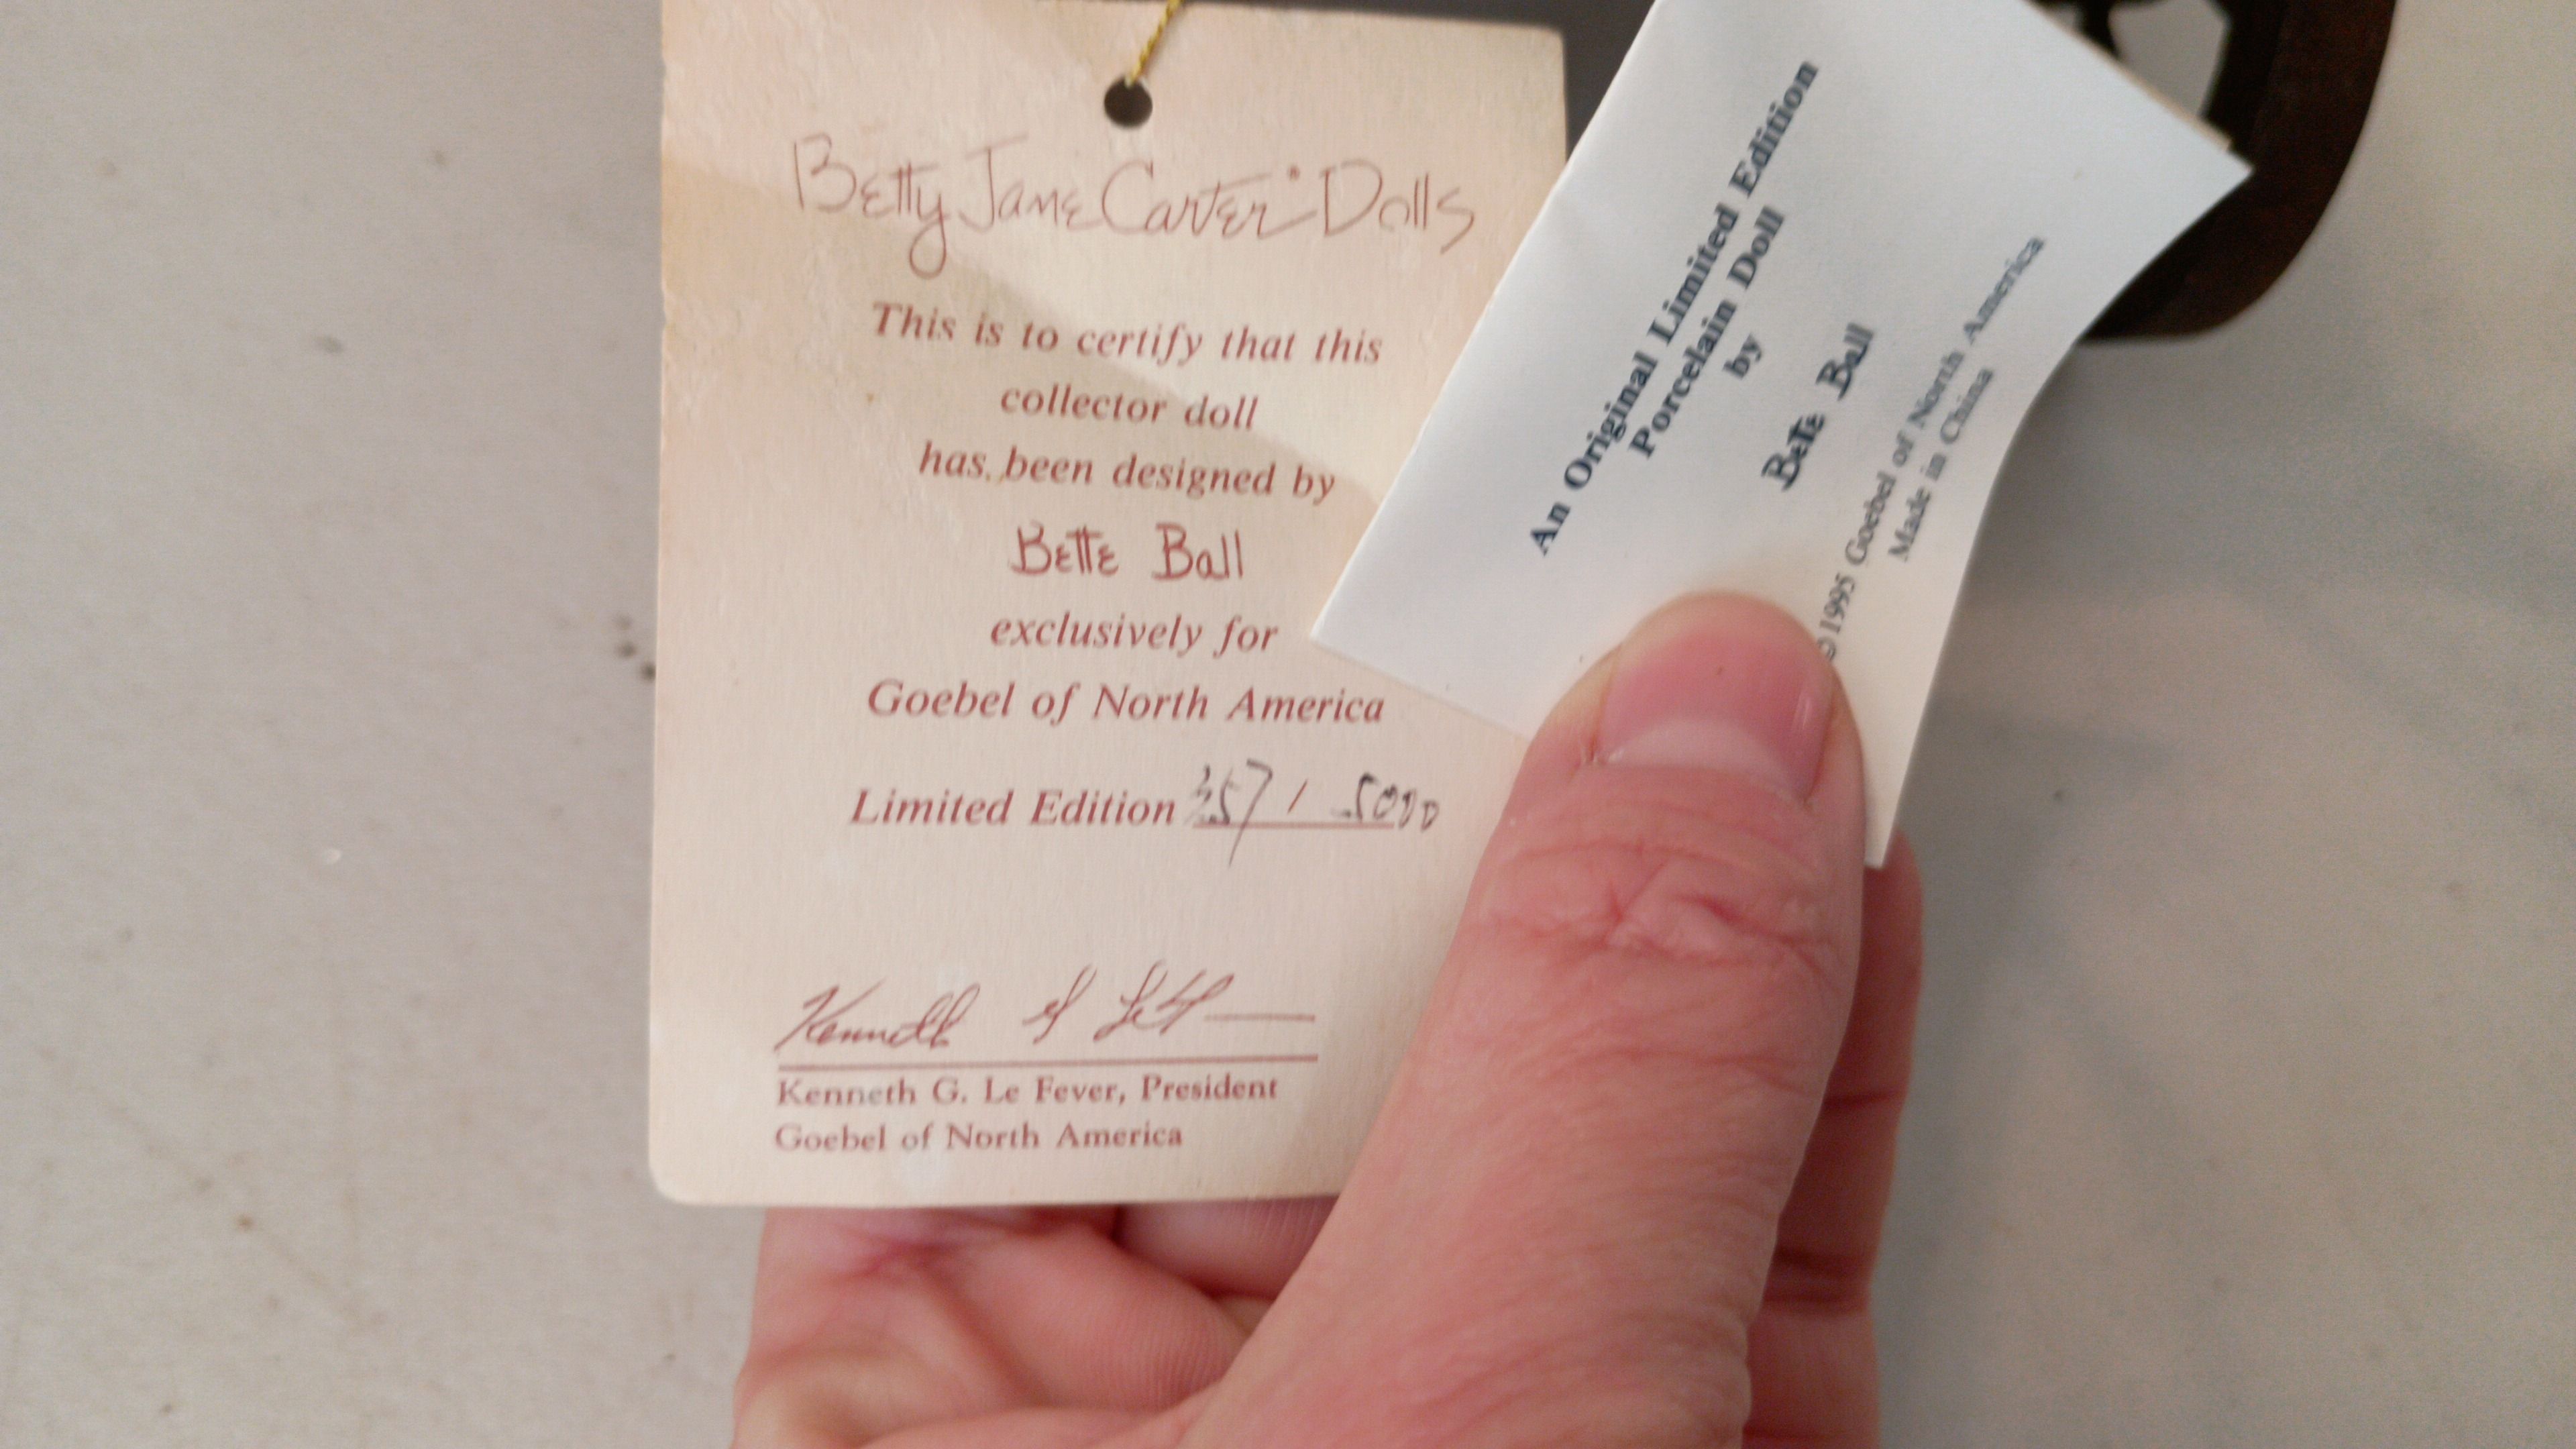 Betty Jane Carter® Dolls
This is to certify that this
collector doll
has been designed by
Bette Ball
exclusively for
Goebel of North America
Limited Edition 357 / 5000
Kenneth G. Le Fever, President
Goebel of North America
An Original Limited Edition
Porcelain Doll
by
Bette Ball
© 1995 Goebel of North America
Made in China